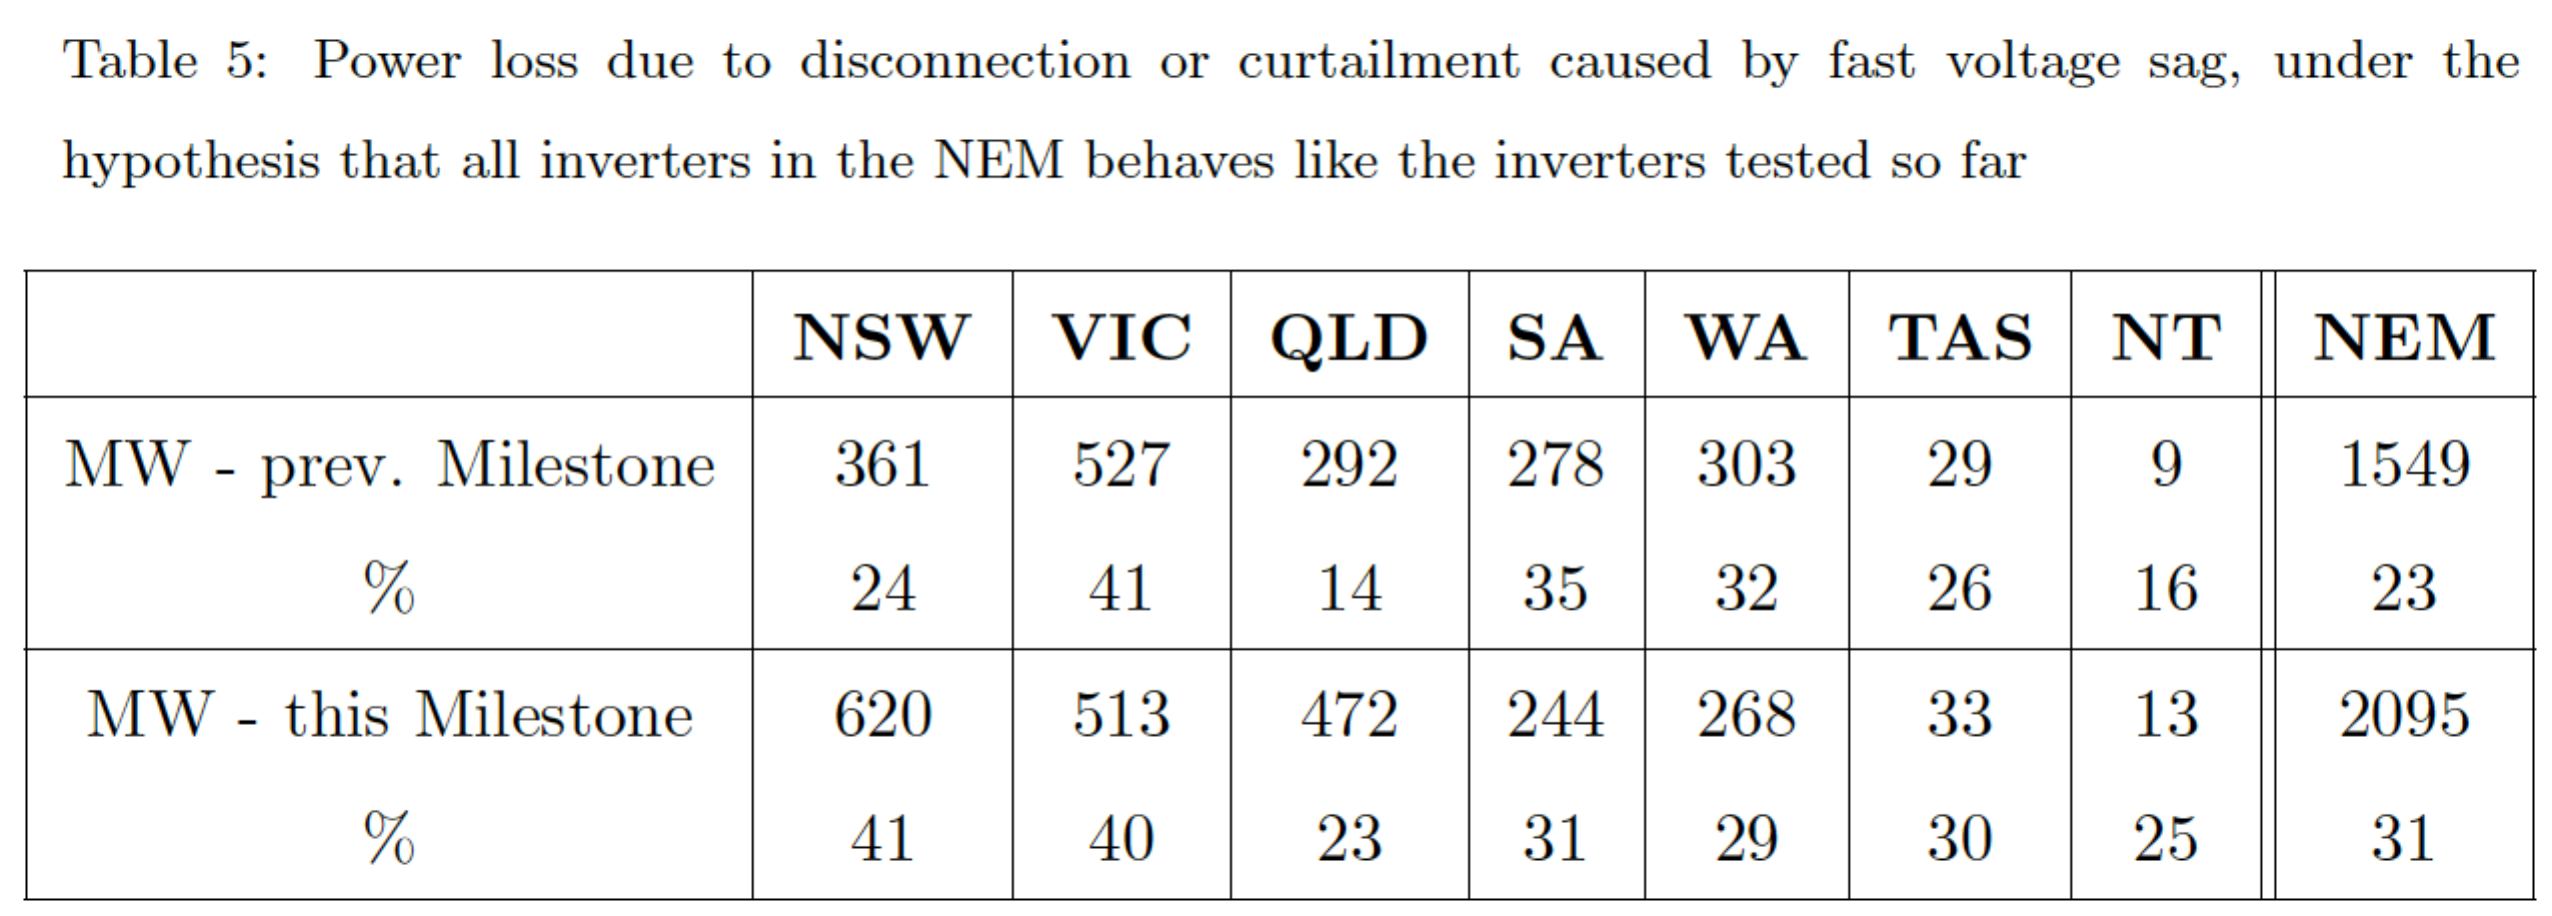 Table 5: Power loss due to disconnection or curtailment caused by fast voltage sag, under the
hypothesis that all inverters in the NEM behaves like the inverters tested so far
NSW VIC QLD SA WA TAS NT NEM
MW - prev. Milestone 361 527 292 278 303 29 9 1549
% 24 41 14 35 32 26 16 23
MW - this Milestone 620 513 472 244 268 33 13 2095
% 41 40 23 31 29 30 25 31